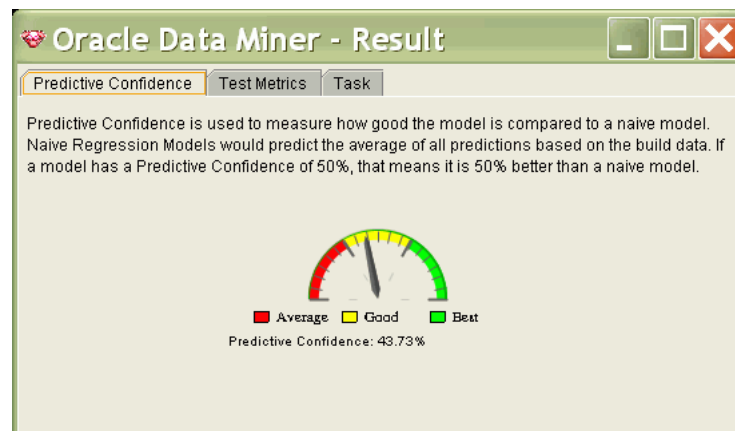 Oracle Data Miner - Result
Predictive Confidence Test Metrics Task
Predictive Confidence is used to measure how good the model is compared to a naive model.
Naive Regression Models would predict the average of all predictions based on the build data. If
a model has a Predictive Confidence of 50%, that means it is 50% better than a naive model.
Average Good Best
Predictive Confidence: 43.73%